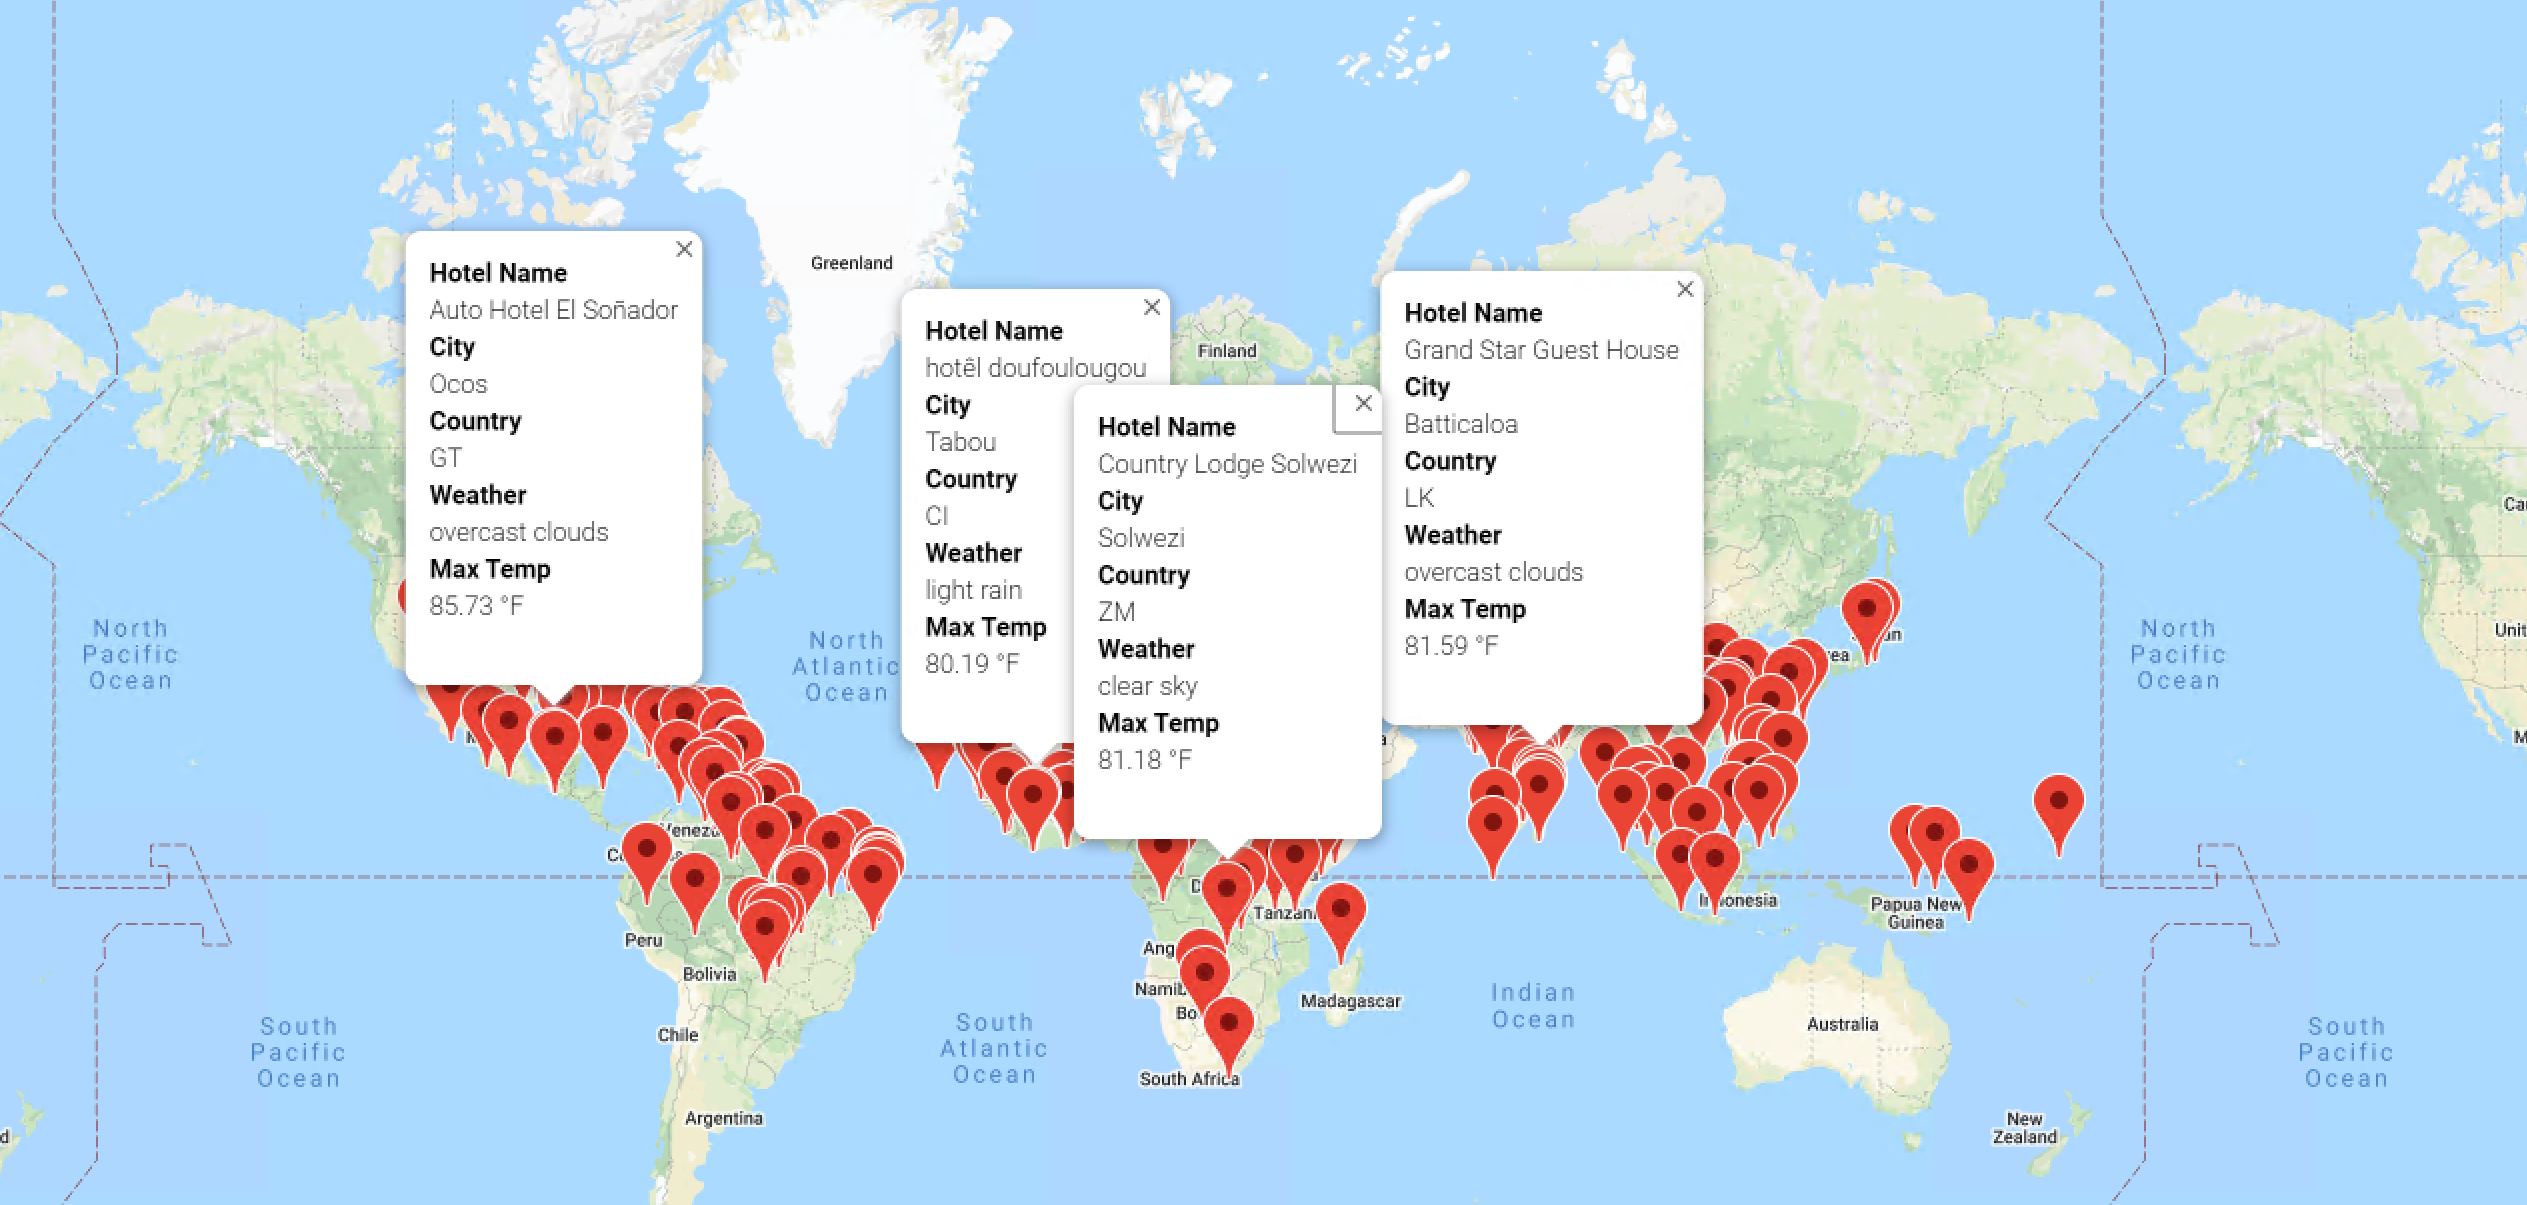 Greenland
Finland
Hotel Name
Auto Hotel El Soñador
City
Ocos
Country
GT
Weather
overcast clouds
Max Temp
85.73 °F
Hotel Name
hotêl doufoulougou
City
Tabou
Country
CI
Weather
light rain
Max Temp
80.19 °F
Hotel Name
Country Lodge Solwezi
City
Solwezi
Country
ZM
Weather
clear sky
Max Temp
81.18 °F
Hotel Name
Grand Star Guest House
City
Batticaloa
Country
LK
Weather
overcast clouds
Max Temp
81.59 °F
North
Pacific
Ocean
North
Atlantic
Ocean
North
Pacific
Ocean
Venezu
Peru
Bolivia
Chile
Argentina
South
Pacific
Ocean
South
Atlantic
Ocean
Tanzan
Ang
Namib
Bo
Madagascar
South Africa
Indian
Ocean
Papua New
Guinea
Australia
New
Zealand
South
Pacific
Ocean
Ca
Unit
M